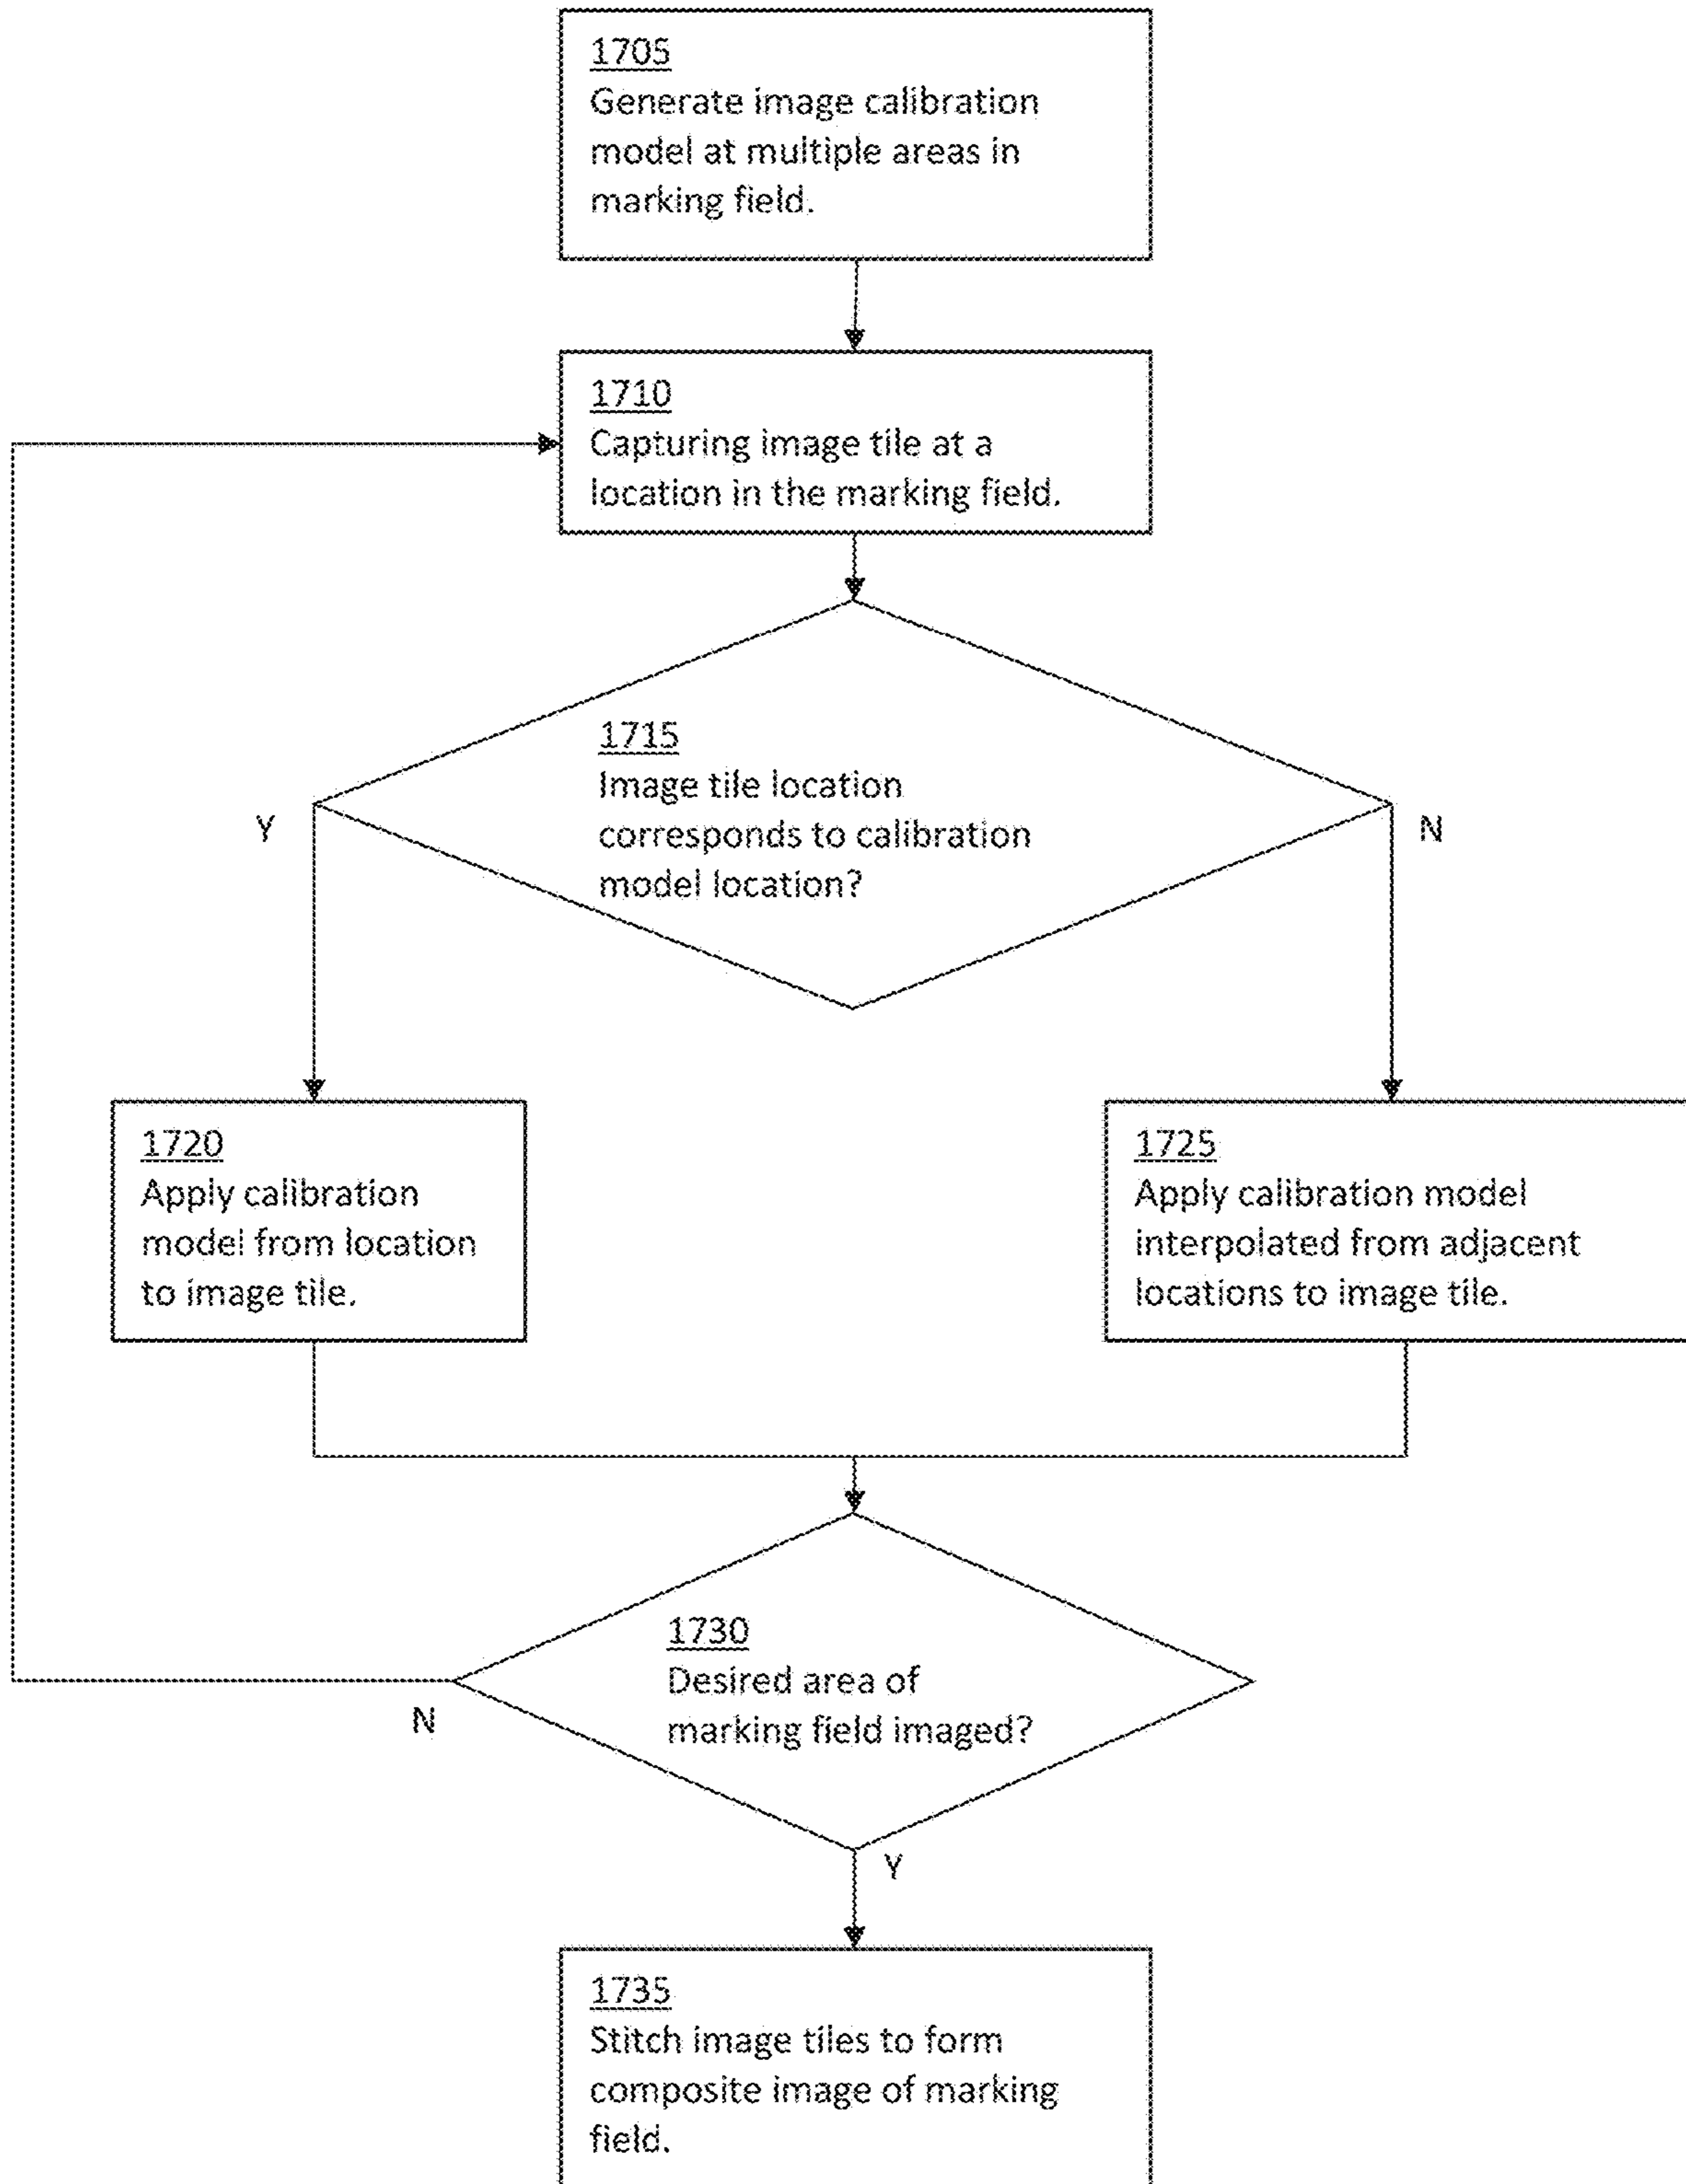 1705
Generate image calibration
model at multiple areas in
marking field.
1710
Capturing image tile at a
location in the marking field.
1715
Image tile location
corresponds to calibration
model location?
Y
N
1720
Apply calibration
model from location
to image tile.
1725
Apply calibration model
interpolated from adjacent
locations to image tile.
1730
Desired area of
marking field imaged?
N
Y
1735
Stitch image tiles to form
composite image of marking
field.